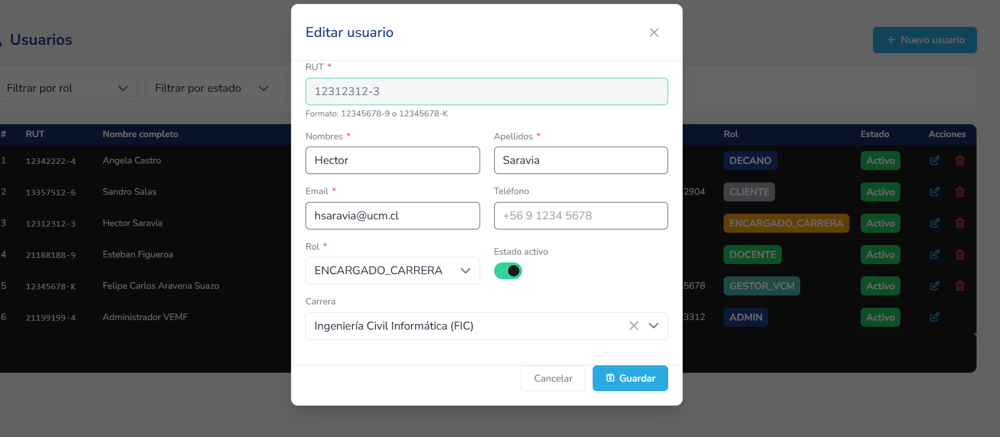 Usuarios
+ Nuevo usuario
Filtrar por rol
Filtrar por estado
# RUT Nombre completo Rol Estado Acciones
1 12342222-4 Angela Castro DECANO Activo
2 13357512-6 Sandro Salas 2904 CLIENTE Activo
3 12312312-3 Hector Saravia ENCARGADO_CARRERA Activo
4 21188188-9 Esteban Figueroa DOCENTE Activo
5 12345678-K Felipe Carlos Aravena Suazo 5678 GESTOR_VCM Activo
6 21199199-4 Administrador VEMF 3312 ADMIN Activo
Editar usuario
RUT *
12312312-3
Formato: 12345678-9 o 12345678-K
Nombres * Apellidos *
Hector Saravia
Email * Teléfono
hsaravia@ucm.cl +56 9 1234 5678
Rol * Estado activo
ENCARGADO_CARRERA
Carrera
Ingeniería Civil Informática (FIC)
Cancelar Guardar